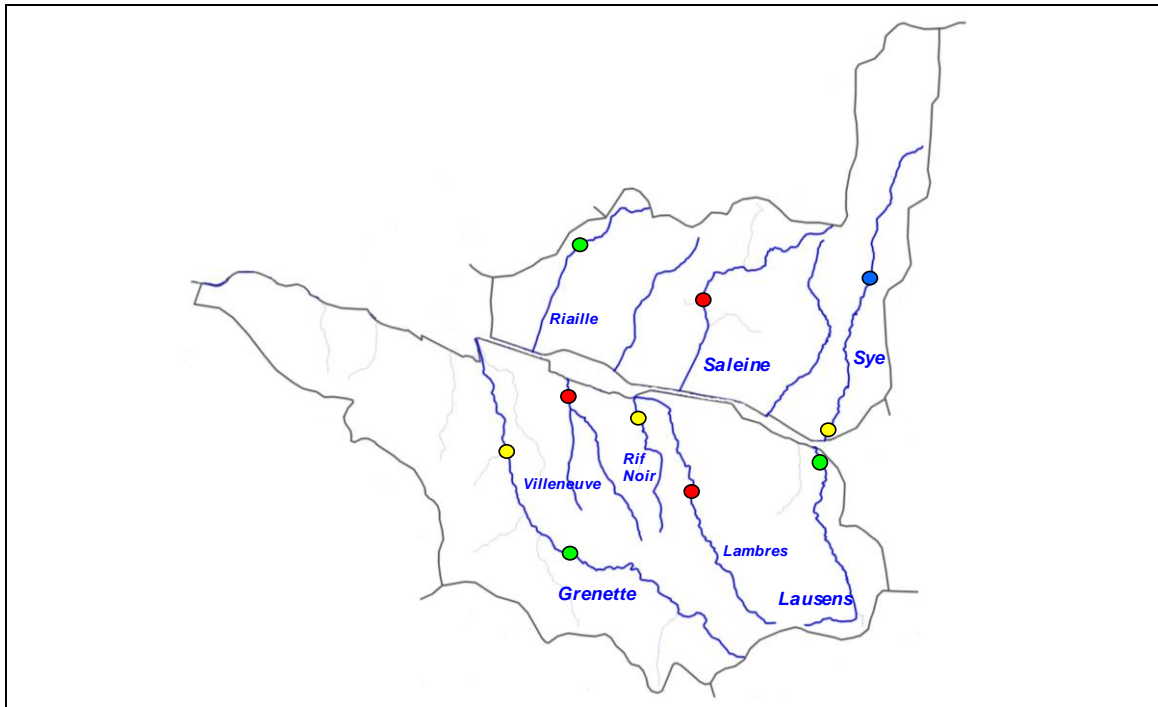 Riaille
Saleine
Sye
Rif
Noir
Villeneuve
Lambres
Grenette
Lausens